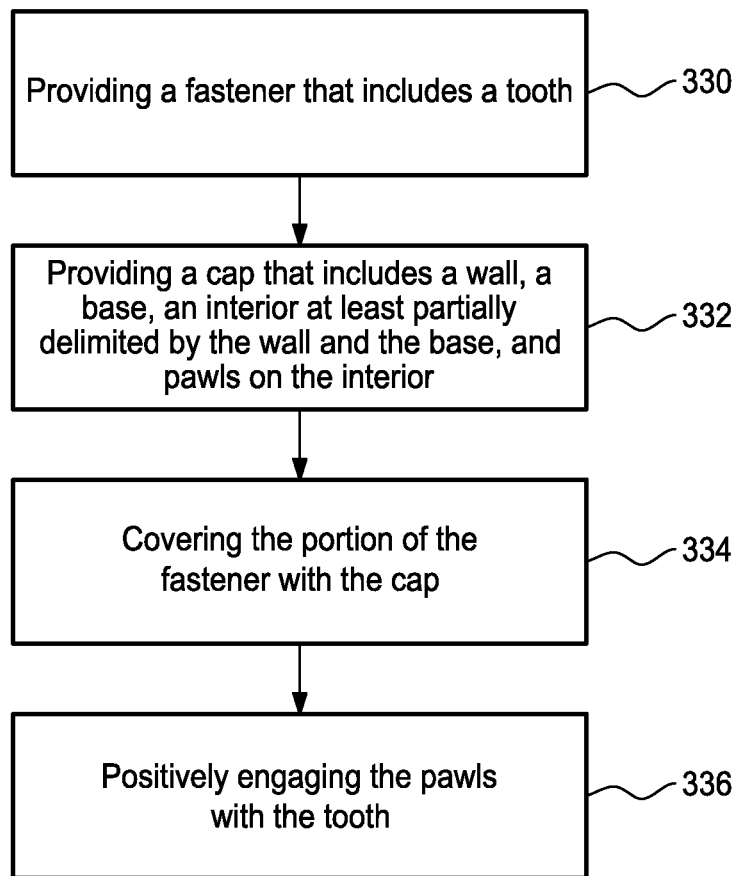 Providing a fastener that includes a tooth
330
Providing a cap that includes a wall, a
base, an interior at least partially
delimited by the wall and the base, and
pawls on the interior
332
Covering the portion of the
fastener with the cap
334
Positively engaging the pawls
with the tooth
336